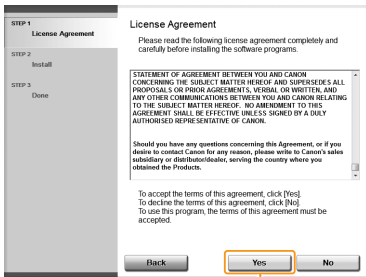 STEP 1
License Agreement
STEP 2
Install
STEP 3
Done
License Agreement
Please read the following license agreement completely and
carefully before installing the software programs.
STATEMENT OF AGREEMENT BETWEEN YOU AND CANON
CONCERNING THE SUBJECT MATTER HEREOF AND SUPERSEDES ALL
PROPOSALS OR PRIOR AGREEMENTS, VERBAL OR WRITTEN, AND
ANY OTHER COMMUNICATIONS BETWEEN YOU AND CANON RELATING
TO THE SUBJECT MATTER HEREOF. NO AMENDMENT TO THIS
AGREEMENT SHALL BE EFFECTIVE UNLESS SIGNED BY A DULY
AUTHORISED REPRESENTATIVE OF CANON.
Should you have any questions concerning this Agreement, or if you
desire to contact Canon for any reason, please write to Canon's sales
subsidiary or distributor/dealer, serving the country where you
obtained the Products.
To accept the terms of this agreement, click [Yes].
To decline the terms of this agreement, click [No].
To use this program, the terms of this agreement must be
accepted.
Back
Yes
No